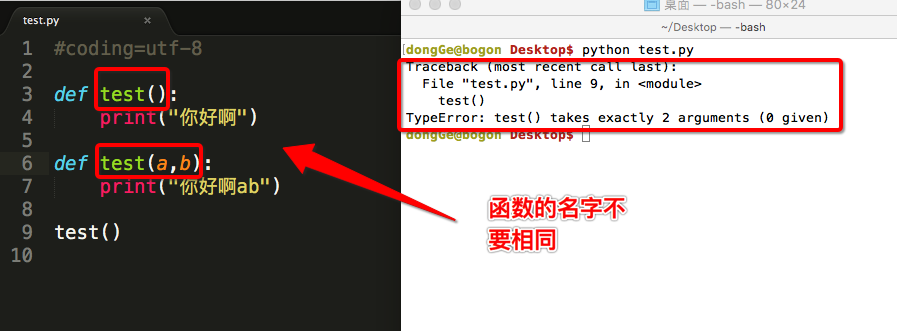 test.py ×
1 #coding=utf-8
2
3 def test():
4 print("你好啊")
5
6 def test(a,b):
7 print("你好啊ab")
8
9 test()
10
桌面 — -bash — 80×24
~/Desktop — -bash
[dongGe@bogon Desktop$ python test.py
Traceback (most recent call last):
File "test.py", line 9, in <module>
test()
TypeError: test() takes exactly 2 arguments (0 given)
dongGe@bogon Desktop$
函数的名字不
要相同